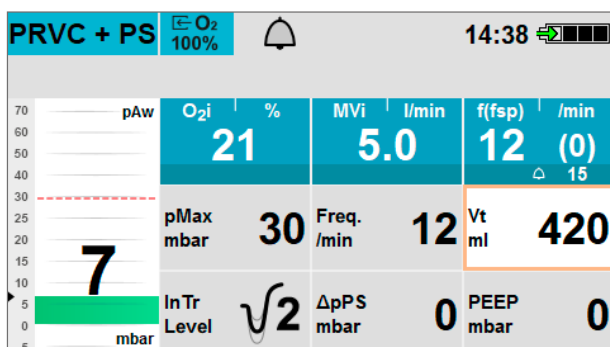 PRVC + PS
O₂
100%
14:38
70
60
50
40
30
25
20
15
10
5
0
5
pAw
7
mbar
O₂i %
21
MVi l/min
5.0
f(fsp) /min
12 (0)
15
pMax
mbar
30
Freq.
/min
12
Vt
ml
420
InTr
Level
2
ΔpPS
mbar
0
PEEP
mbar
0